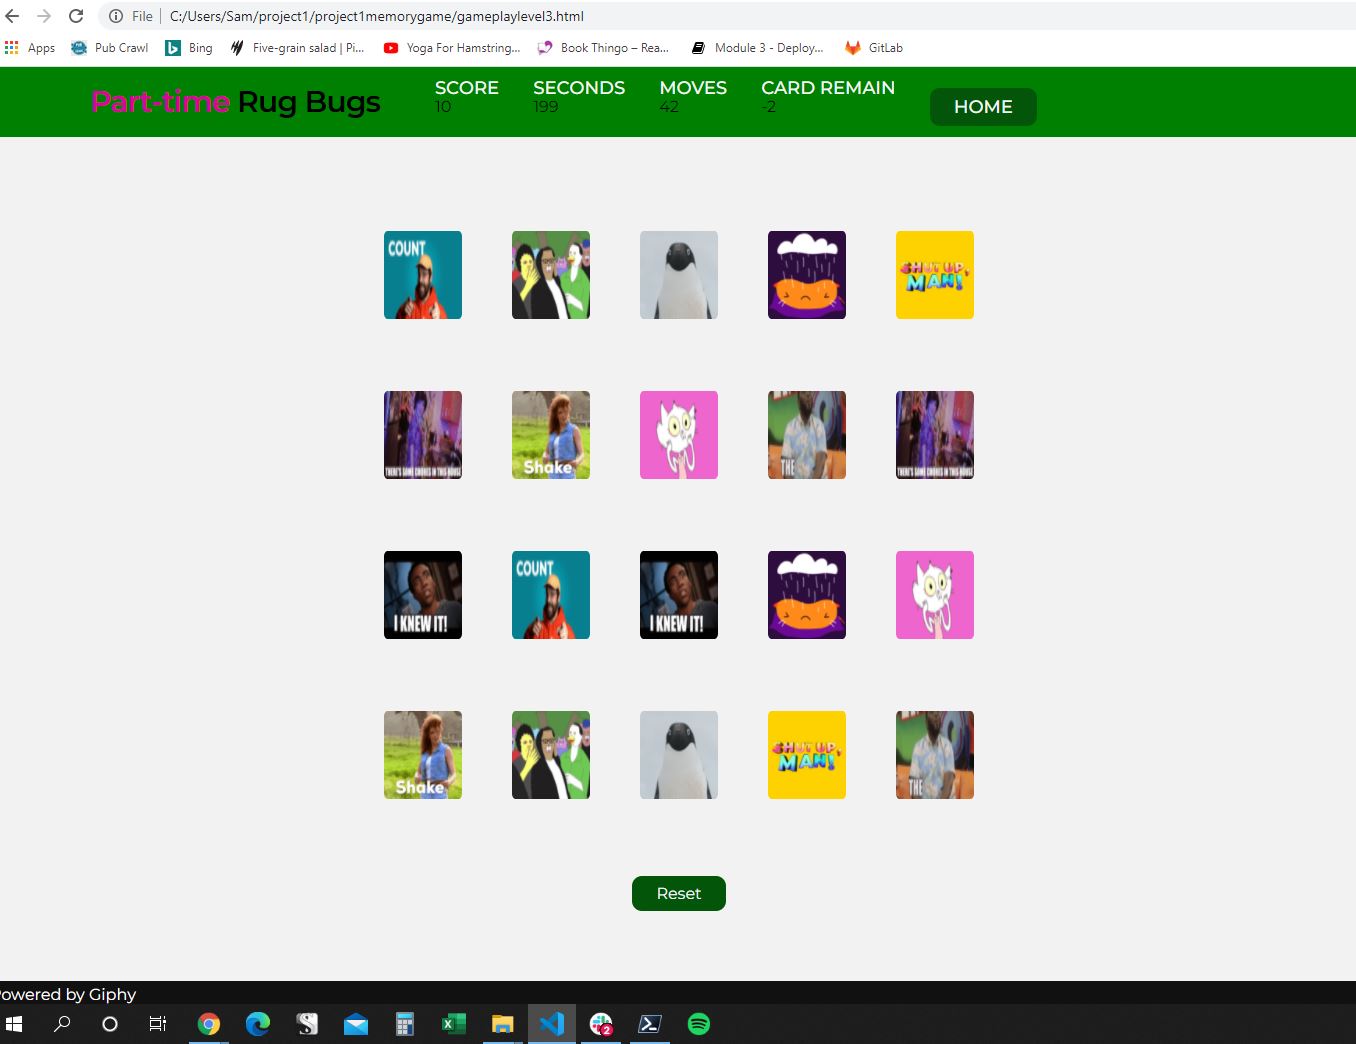 File C:/Users/Sam/project1/project1memorygame/gameplaylevel3.html
Apps Pub Crawl Bing Five-grain salad | Pi... Yoga For Hamstring... Book Thingo – Rea... Module 3 - Deploy... GitLab
Part-time Rug Bugs
SCORE SECONDS MOVES CARD REMAIN
10 199 42 -2
HOME
COUNT
SHUT UP,
MAN!
THERE'S SOME CHORES IN THIS HOUSE
Shake
THE
THERE'S SOME CHORES IN THIS HOUSE
I KNEW IT!
COUNT
I KNEW IT!
Shake
SHUT UP,
MAN!
THE
Reset
Powered by Giphy
2